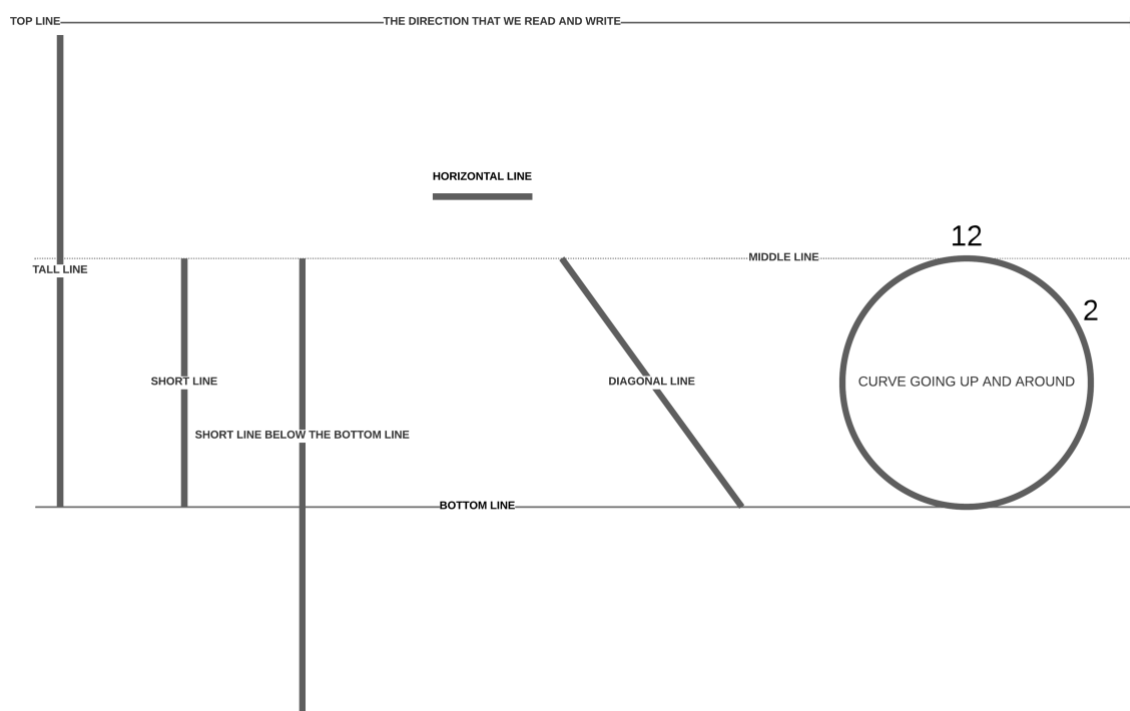 TOP LINE THE DIRECTION THAT WE READ AND WRITE
HORIZONTAL LINE
12
MIDDLE LINE
TALL LINE
2
SHORT LINE
DIAGONAL LINE
CURVE GOING UP AND AROUND
SHORT LINE BELOW THE BOTTOM LINE
BOTTOM LINE